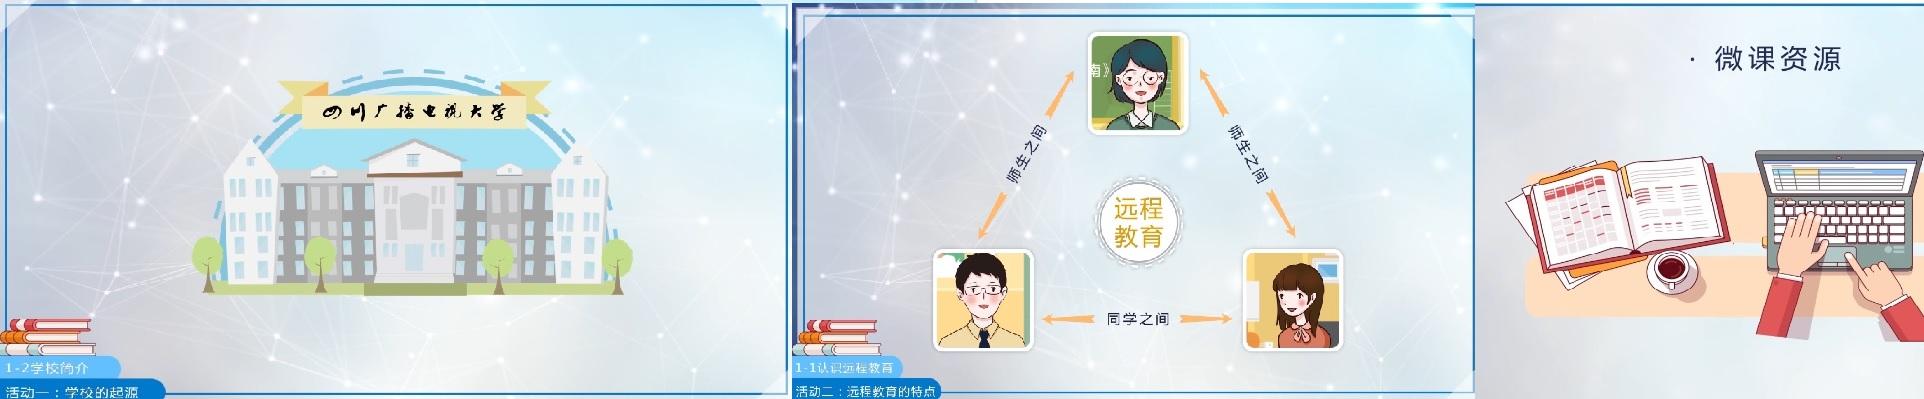 四川广播电视大学
1-2学校简介
活动一：学校的起源
南》
师生之间
师生之间
远程
教育
同学之间
1-1认识远程教育
活动二：远程教育的特点
· 微课资源